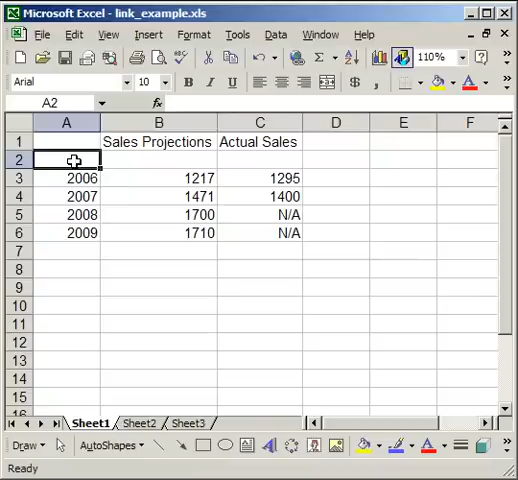 Microsoft Excel - link_example.xls
File Edit View Insert Format Tools Data Window Help
Σ 110%
Arial 10 B I U $
A2 fx
A B C D E F
1 Sales Projections Actual Sales
2
3 2006 1217 1295
4 2007 1471 1400
5 2008 1700 N/A
6 2009 1710 N/A
7
8
9
10
11
12
13
14
15
16
Sheet1 Sheet2 Sheet3
Draw AutoShapes A A
Ready